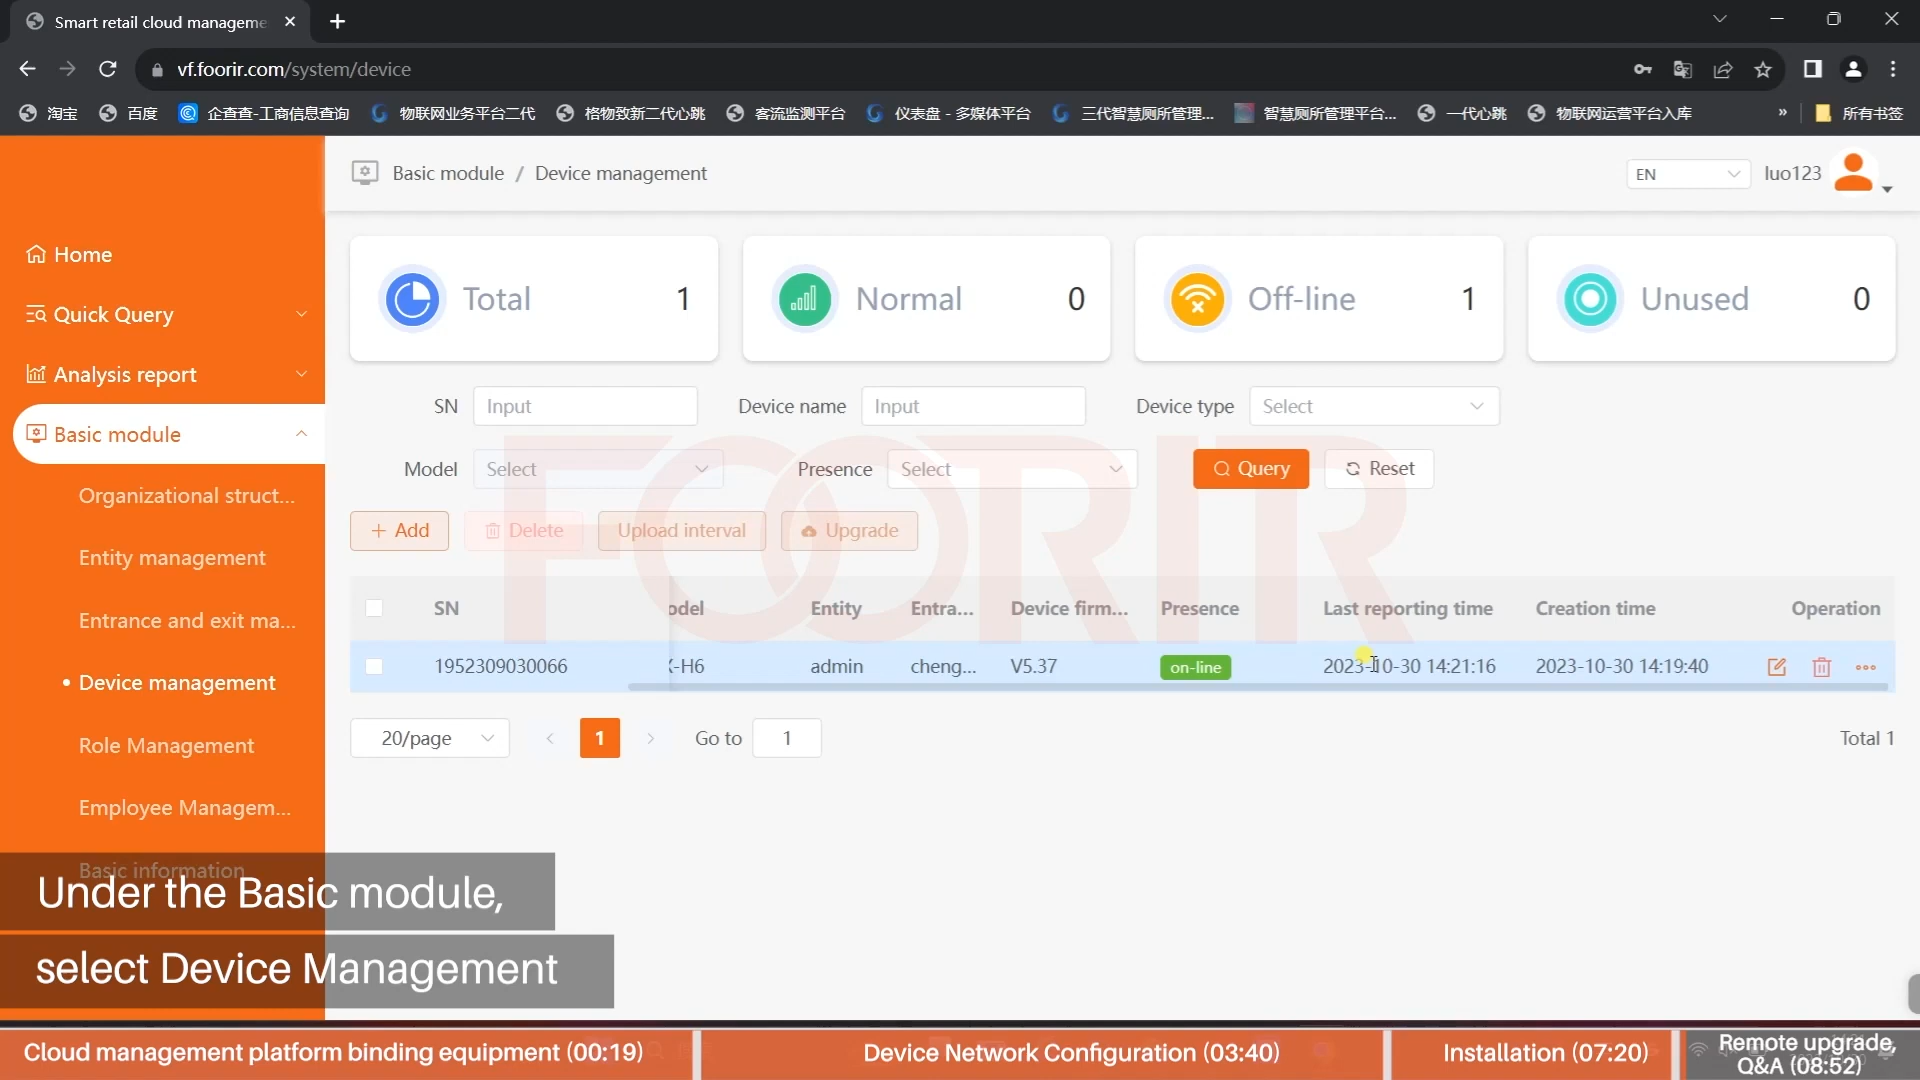 Smart retail cloud manageme
vf.foorir.com/system/device
淘宝 百度 企查查-工商信息查询 物联网业务平台二代 格物致新二代心跳 客流监测平台 仪表盘 - 多媒体平台 三代智慧厕所管理... 智慧厕所管理平台... 一代心跳 物联网运营平台入库 » 所有书签
Basic module / Device management
EN luo123
Home
Quick Query
Analysis report
Basic module
Organizational struct...
Entity management
Entrance and exit ma...
• Device management
Role Management
Employee Managem...
Basic information
Total 1 Normal 0 Off-line 1 Unused 0
SN Input Device name Input Device type Select
Model Select Presence Select Query Reset
+ Add Delete Upload interval Upgrade
FOORIR
SN odel Entity Entra... Device firm... Presence Last reporting time Creation time Operation
1952309030066 -H6 admin cheng... V5.37 on-line 2023-10-30 14:21:16 2023-10-30 14:19:40
20/page < 1 > Go to 1 Total 1
Under the Basic module,
select Device Management
Cloud management platform binding equipment (00:19)
Device Network Configuration (03:40)
Installation (07:20)
Remote upgrade,
Q&A (08:52)